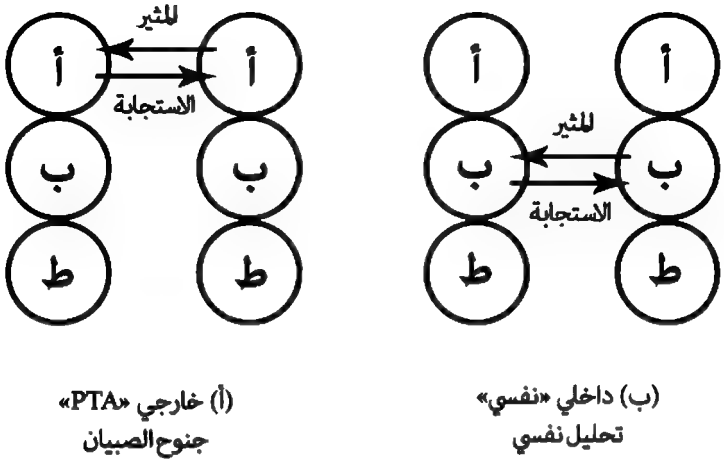 المثير
أ أ
الاستجابة
ب ب
ط ط
(أ) خارجي «PTA»
جنوح الصبيان
أ أ
المثير
ب ب
الاستجابة
ط ط
(ب) داخلي «نفسي»
تحليل نفسي